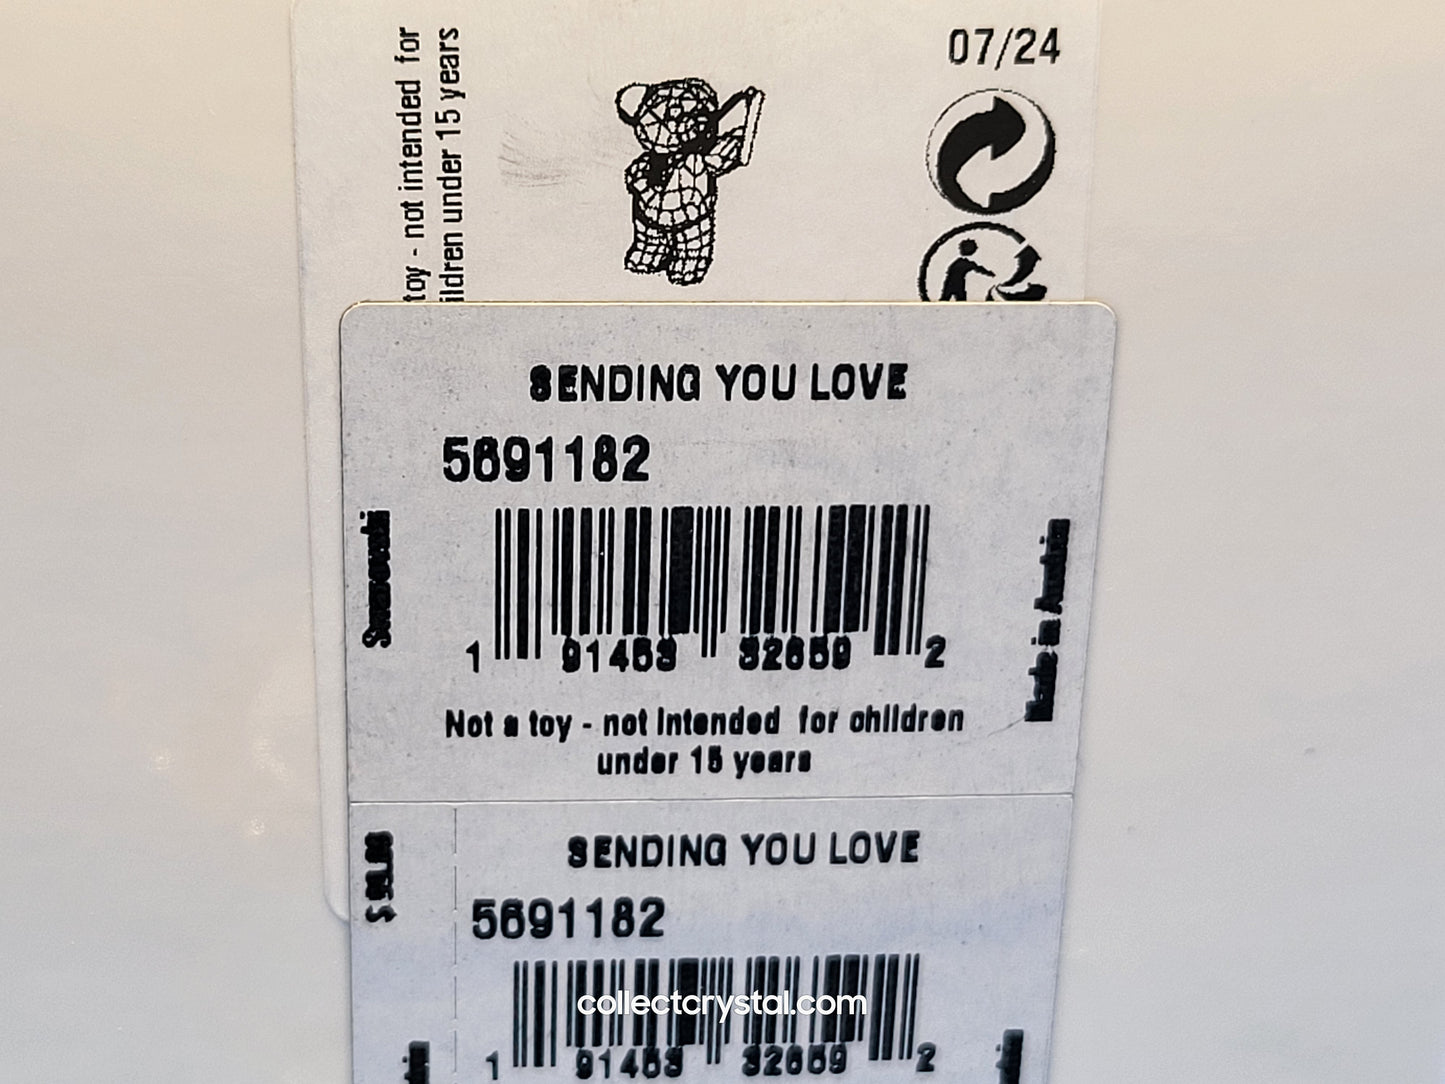 07/24
toy - not intended for
ildren under 15 years
SENDING YOU LOVE
5691182
Swarovski
1 91453 32659 2
Made in Austria
Not a toy - not intended for children
under 15 years
SENDING YOU LOVE
5691182
1 91453 32659 2
collectcrystal.com